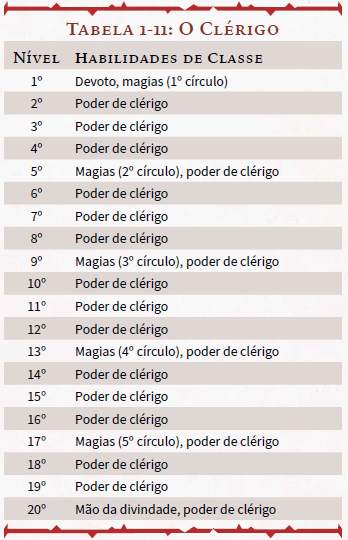 Tabela 1-11: O Clérigo
Nível Habilidades de Classe
1º Devoto, magias (1º círculo)
2º Poder de clérigo
3º Poder de clérigo
4º Poder de clérigo
5º Magias (2º círculo), poder de clérigo
6º Poder de clérigo
7º Poder de clérigo
8º Poder de clérigo
9º Magias (3º círculo), poder de clérigo
10º Poder de clérigo
11º Poder de clérigo
12º Poder de clérigo
13º Magias (4º círculo), poder de clérigo
14º Poder de clérigo
15º Poder de clérigo
16º Poder de clérigo
17º Magias (5º círculo), poder de clérigo
18º Poder de clérigo
19º Poder de clérigo
20º Mão da divindade, poder de clérigo